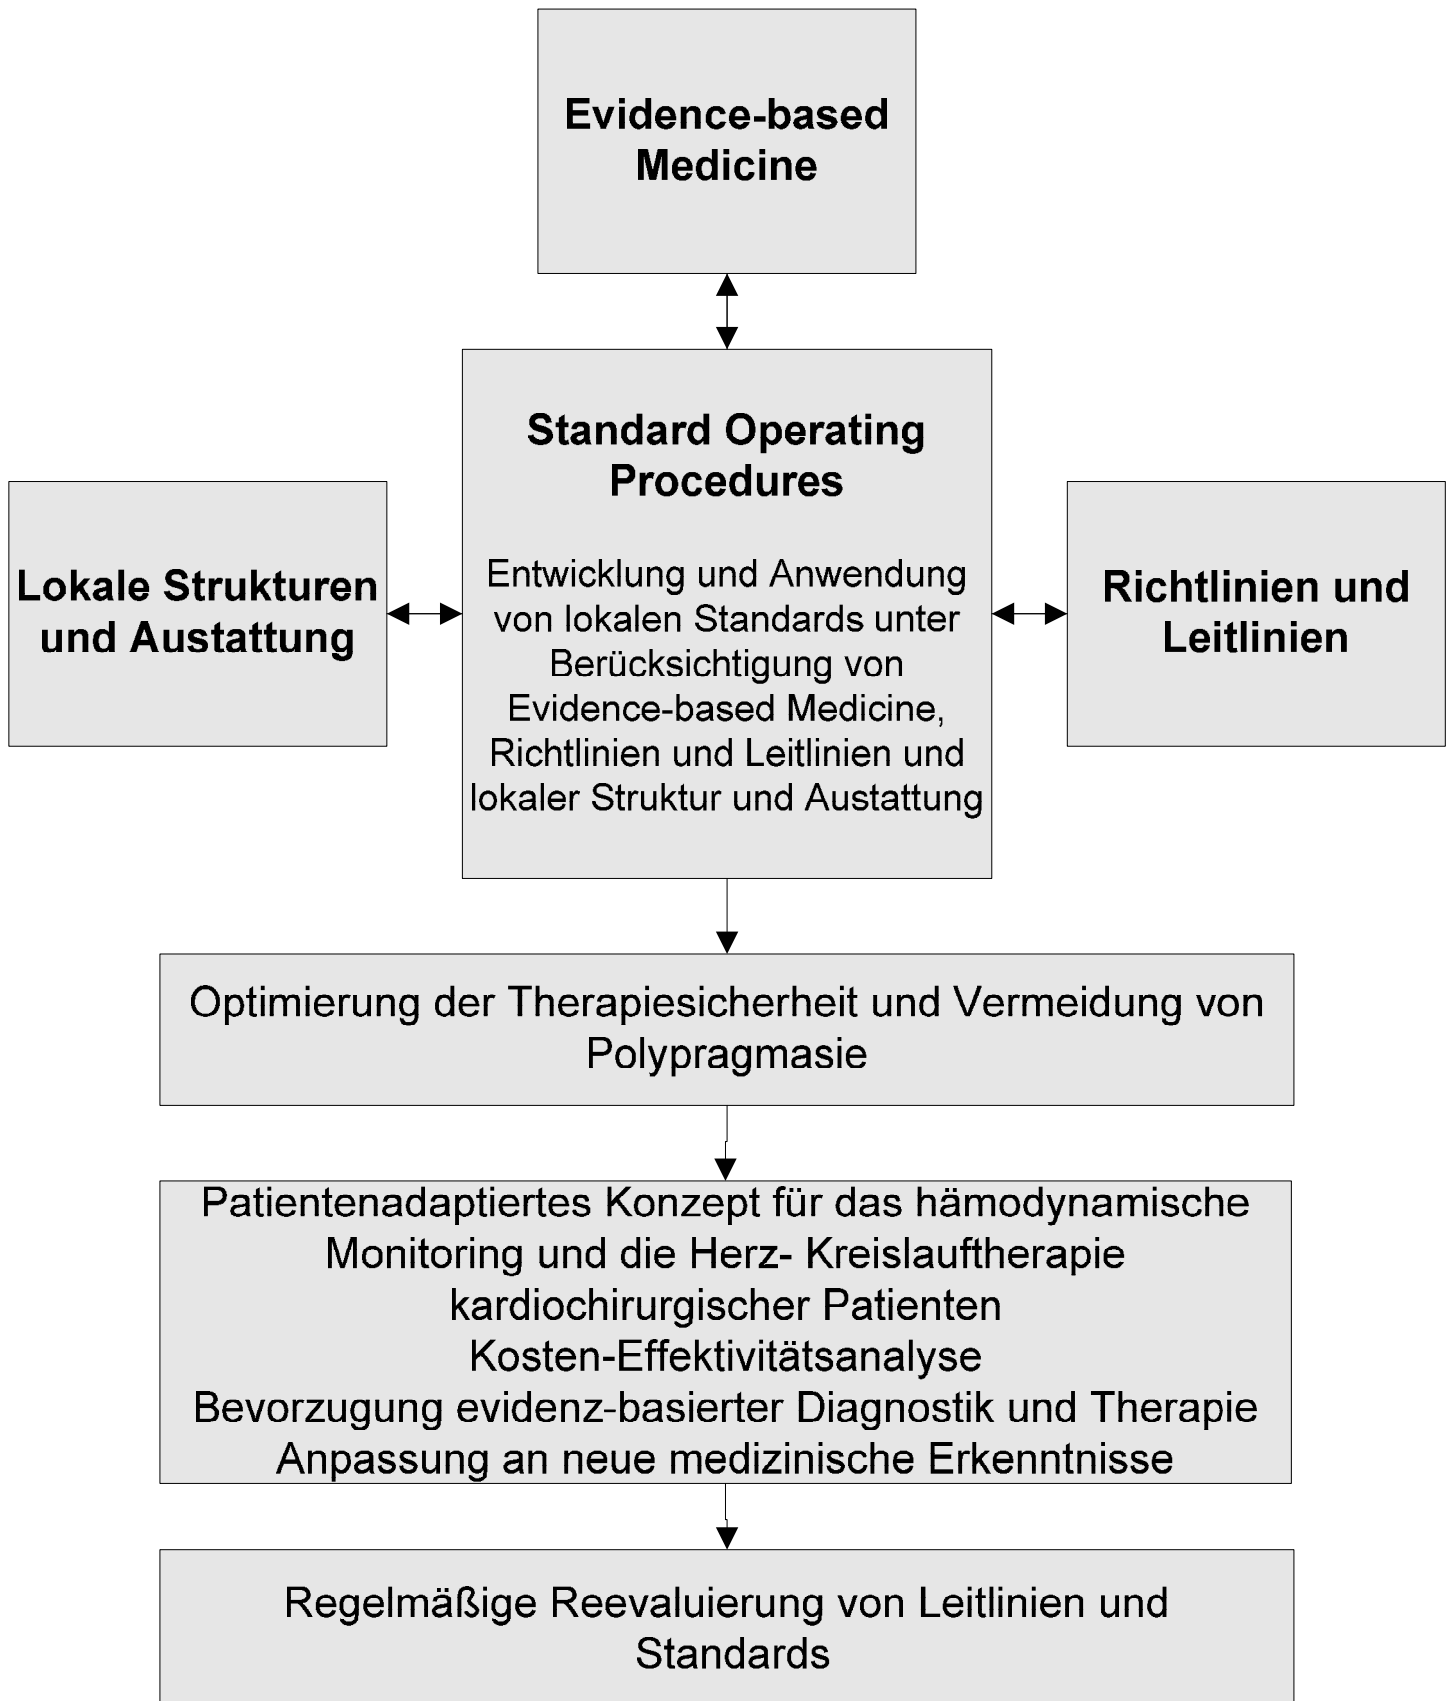 Evidence-based
Medicine
Standard Operating
Procedures
Entwicklung und Anwendung
von lokalen Standards unter
Berücksichtigung von
Evidence-based Medicine,
Richtlinien und Leitlinien und
lokaler Struktur und Austattung
Lokale Strukturen
und Austattung
Richtlinien und
Leitlinien
Optimierung der Therapiesicherheit und Vermeidung von
Polypragmasie
Patientenadaptiertes Konzept für das hämodynamische
Monitoring und die Herz- Kreislauftherapie
kardiochirurgischer Patienten
Kosten-Effektivitätsanalyse
Bevorzugung evidenz-basierter Diagnostik und Therapie
Anpassung an neue medizinische Erkenntnisse
Regelmäßige Reevaluierung von Leitlinien und
Standards